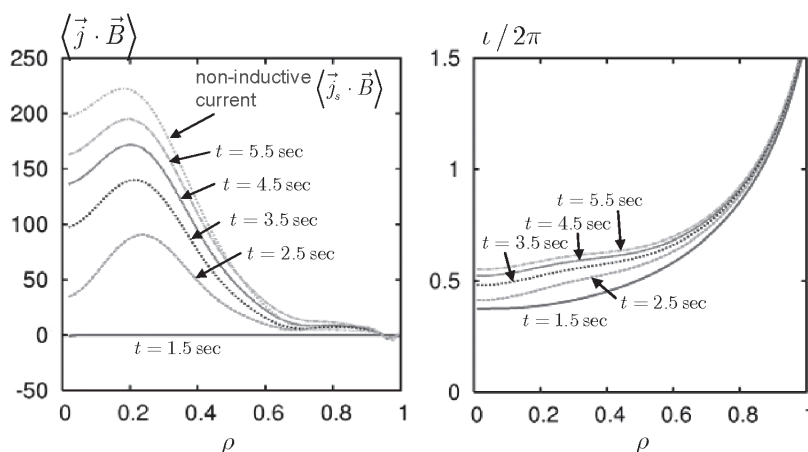 ⟨j⃗ · B⃗⟩
250
200
150
100
50
0
-50
0
0.2
0.4
0.6
0.8
1
ρ
non-inductive
current
⟨j⃗ₛ · B⃗⟩
t = 5.5 sec
t = 4.5 sec
t = 3.5 sec
t = 2.5 sec
t = 1.5 sec
ι / 2π
1.5
1
0.5
0
0
0.2
0.4
0.6
0.8
1
ρ
t = 5.5 sec
t = 4.5 sec
t = 3.5 sec
t = 2.5 sec
t = 1.5 sec